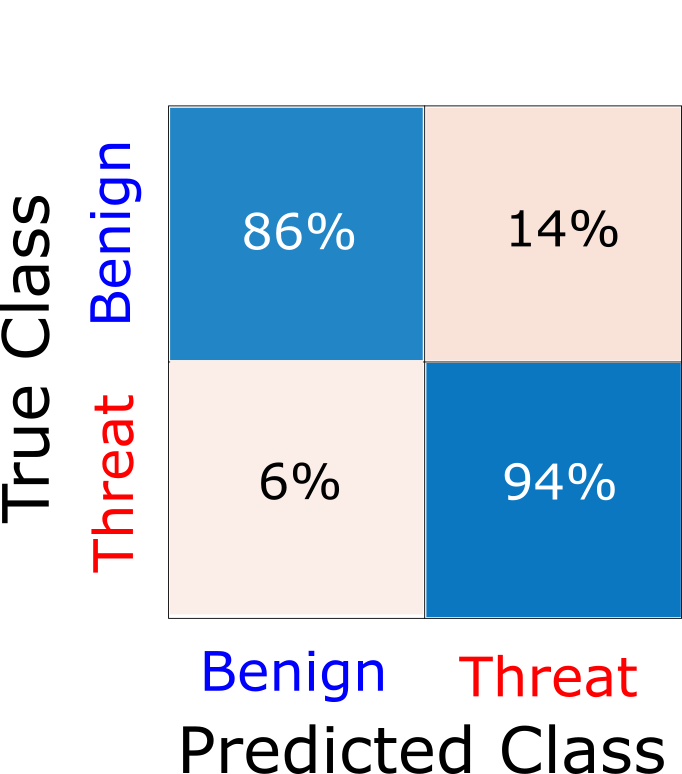 True Class
Benign
86%
14%
Threat
6%
94%
Benign
Threat
Predicted Class